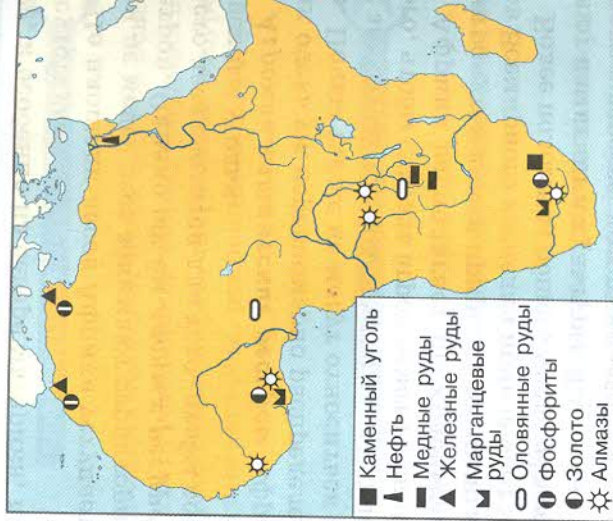 Каменный уголь
Нефть
Медные руды
Железные руды
Марганцевые
руды
Оловянные руды
Фосфориты
Золото
Алмазы